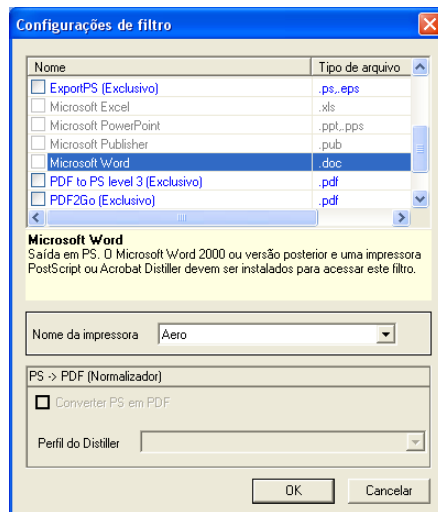 Configurações de filtro
Nome Tipo de arquivo
ExportPS (Exclusivo) .ps,.eps
Microsoft Excel .xls
Microsoft PowerPoint .ppt,.pps
Microsoft Publisher .pub
Microsoft Word .doc
PDF to PS level 3 (Exclusivo) .pdf
PDF2Go (Exclusivo) .pdf
Microsoft Word
Saída em PS. O Microsoft Word 2000 ou versão posterior e uma impressora
PostScript ou Acrobat Distiller devem ser instalados para acessar este filtro.
Nome da impressora Aero
PS -> PDF (Normalizador)
Converter PS em PDF
Perfil do Distiller
OK Cancelar